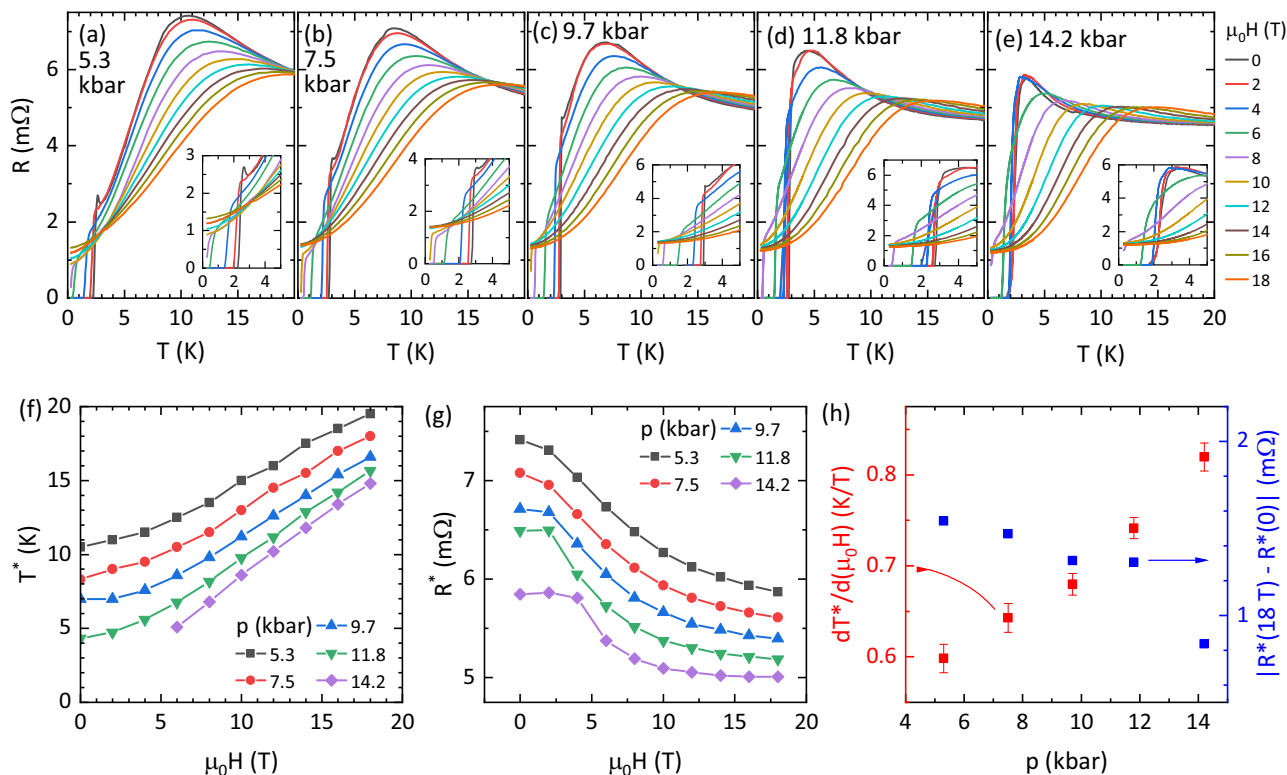 (a)
5.3
kbar
(b)
7.5
kbar
(c) 9.7 kbar
(d) 11.8 kbar
(e) 14.2 kbar
μ₀H (T)
0
2
4
6
8
10
12
14
16
18
R (mΩ)
6
4
2
0
3
2
1
0
0 2 4
4
2
0
0 2 4
6
4
2
0
0 2 4
6
5
4
3
2
1
0
0 2 4
6
4
2
0
0 2 4
0 5 10 15
0 5 10 15
0 5 10 15
0 5 10 15
0 5 10 15 20
T (K)
T (K)
T (K)
T (K)
T (K)
(f)
T* (K)
20
15
10
5
0
p (kbar)
5.3
7.5
9.7
11.8
14.2
0 5 10 15 20
μ₀H (T)
(g)
R* (mΩ)
7
6
5
p (kbar)
5.3
7.5
9.7
11.8
14.2
0 5 10 15 20
μ₀H (T)
(h)
dT*/d(μ₀H) (K/T)
0.8
0.7
0.6
2
1
|R*(18 T) - R*(0)| (mΩ)
4 6 8 10 12 14
p (kbar)